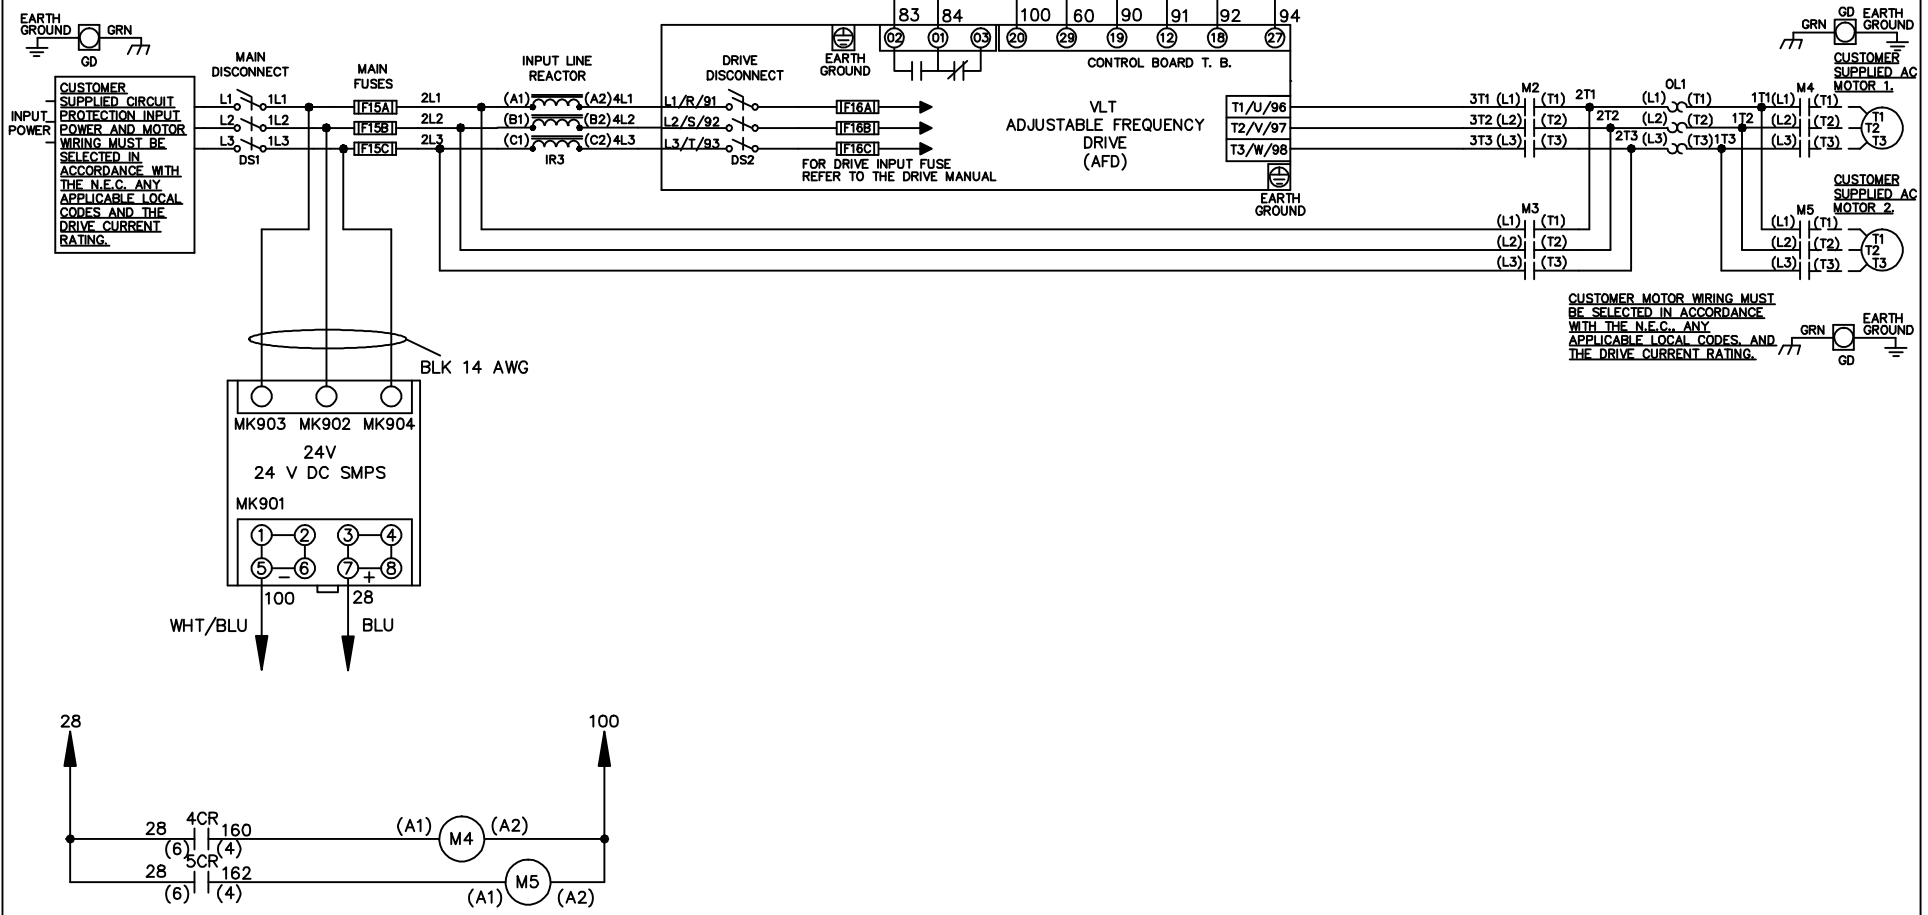 83 84 100 60 90 91 92 94
02 01 03 20 29 19 12 18 27
EARTH
GROUND
GRN
GD
EARTH
GROUND
CONTROL BOARD T. B.
GD
EARTH
GROUND
GRN
INPUT
POWER
CUSTOMER
SUPPLIED CIRCUIT
PROTECTION INPUT
POWER AND MOTOR
WIRING MUST BE
SELECTED IN
ACCORDANCE WITH
THE N.E.C. ANY
APPLICABLE LOCAL
CODES AND THE
DRIVE CURRENT
RATING.
MAIN
DISCONNECT
L1 1L1
L2 1L2
L3 1L3
DS1
MAIN
FUSES
F15A 2L1
F15B 2L2
F15C 2L3
INPUT LINE
REACTOR
(A1) (A2) 4L1
(B1) (B2) 4L2
(C1) (C2) 4L3
IR3
DRIVE
DISCONNECT
L1/R/91
L2/S/92
L3/T/93
DS2
F16A
F16B
F16C
FOR DRIVE INPUT FUSE
REFER TO THE DRIVE MANUAL
VLT
ADJUSTABLE FREQUENCY
DRIVE
(AFD)
T1/U/96
T2/V/97
T3/W/98
EARTH
GROUND
M2
3T1 (L1) (T1) 2T1
3T2 (L2) (T2) 2T2
3T3 (L3) (T3) 2T3
OL1
(L1) (T1) 1T1
(L2) (T2) 1T2
(L3) (T3) 1T3
M4
(L1) (T1)
(L2) (T2)
(L3) (T3)
CUSTOMER
SUPPLIED AC
MOTOR 1.
T1
T2
T3
M3
(L1) (T1)
(L2) (T2)
(L3) (T3)
M5
(L1) (T1)
(L2) (T2)
(L3) (T3)
CUSTOMER
SUPPLIED AC
MOTOR 2.
T1
T2
T3
CUSTOMER MOTOR WIRING MUST
BE SELECTED IN ACCORDANCE
WITH THE N.E.C., ANY
APPLICABLE LOCAL CODES, AND
THE DRIVE CURRENT RATING.
GRN
EARTH
GROUND
GD
BLK 14 AWG
MK903 MK902 MK904
24V
24 V DC SMPS
MK901
1 2 3 4
5 - 6 7 + 8
100 28
WHT/BLU BLU
28 100
4CR
28 160 (A1) M4 (A2)
(6) (4)
5CR
28 162 M5
(6) (4) (A1) (A2)